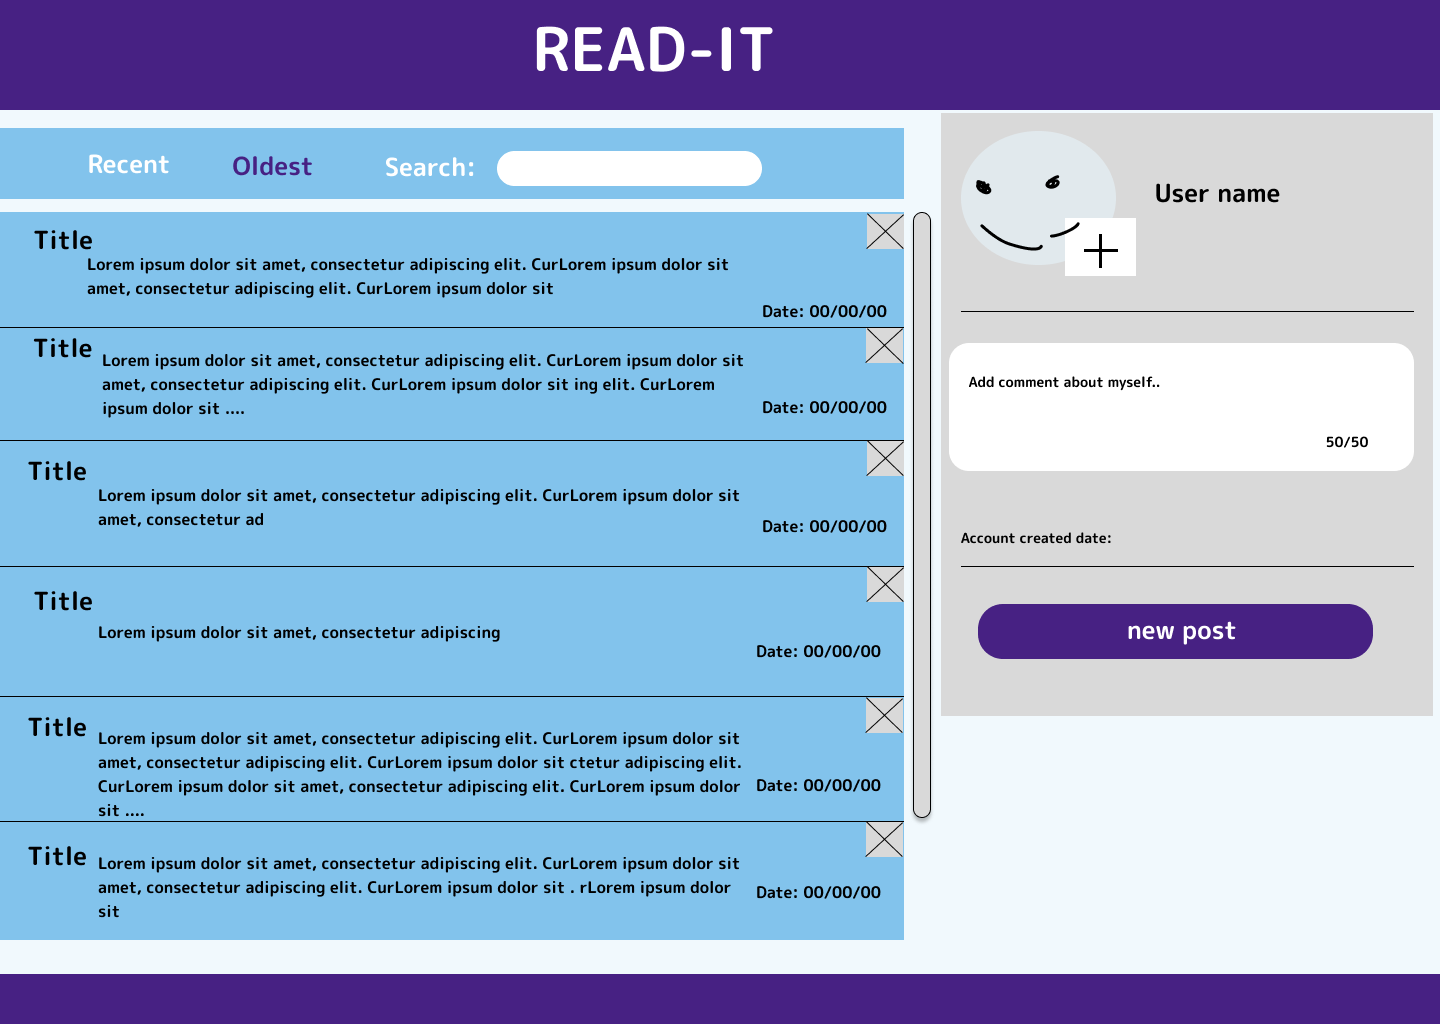 READ-IT
Recent
Oldest
Search:
Title
Lorem ipsum dolor sit amet, consectetur adipiscing elit. CurLorem ipsum dolor sit
amet, consectetur adipiscing elit. CurLorem ipsum dolor sit
Date: 00/00/00
Title
Lorem ipsum dolor sit amet, consectetur adipiscing elit. CurLorem ipsum dolor sit
amet, consectetur adipiscing elit. CurLorem ipsum dolor sit ing elit. CurLorem
ipsum dolor sit ....
Date: 00/00/00
Title
Lorem ipsum dolor sit amet, consectetur adipiscing elit. CurLorem ipsum dolor sit
amet, consectetur ad
Date: 00/00/00
Title
Lorem ipsum dolor sit amet, consectetur adipiscing
Date: 00/00/00
Title
Lorem ipsum dolor sit amet, consectetur adipiscing elit. CurLorem ipsum dolor sit
amet, consectetur adipiscing elit. CurLorem ipsum dolor sit ctetur adipiscing elit.
CurLorem ipsum dolor sit amet, consectetur adipiscing elit. CurLorem ipsum dolor
sit ....
Date: 00/00/00
Title
Lorem ipsum dolor sit amet, consectetur adipiscing elit. CurLorem ipsum dolor sit
amet, consectetur adipiscing elit. CurLorem ipsum dolor sit . rLorem ipsum dolor
sit
Date: 00/00/00
User name
Add comment about myself..
50/50
Account created date:
new post